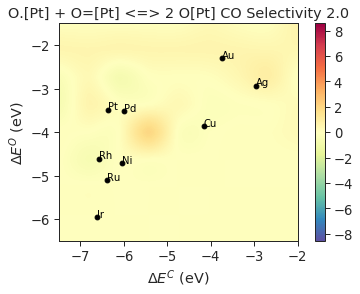 O.[Pt] + O=[Pt] <=> 2 O[Pt] CO Selectivity 2.0
−2
−3
−4
−5
−6
ΔE^O (eV)
Au
Ag
Pt
Pd
Cu
Rh
Ni
Ru
Ir
−7
−6
−5
−4
−3
−2
ΔE^C (eV)
8
6
4
2
0
−2
−4
−6
−8